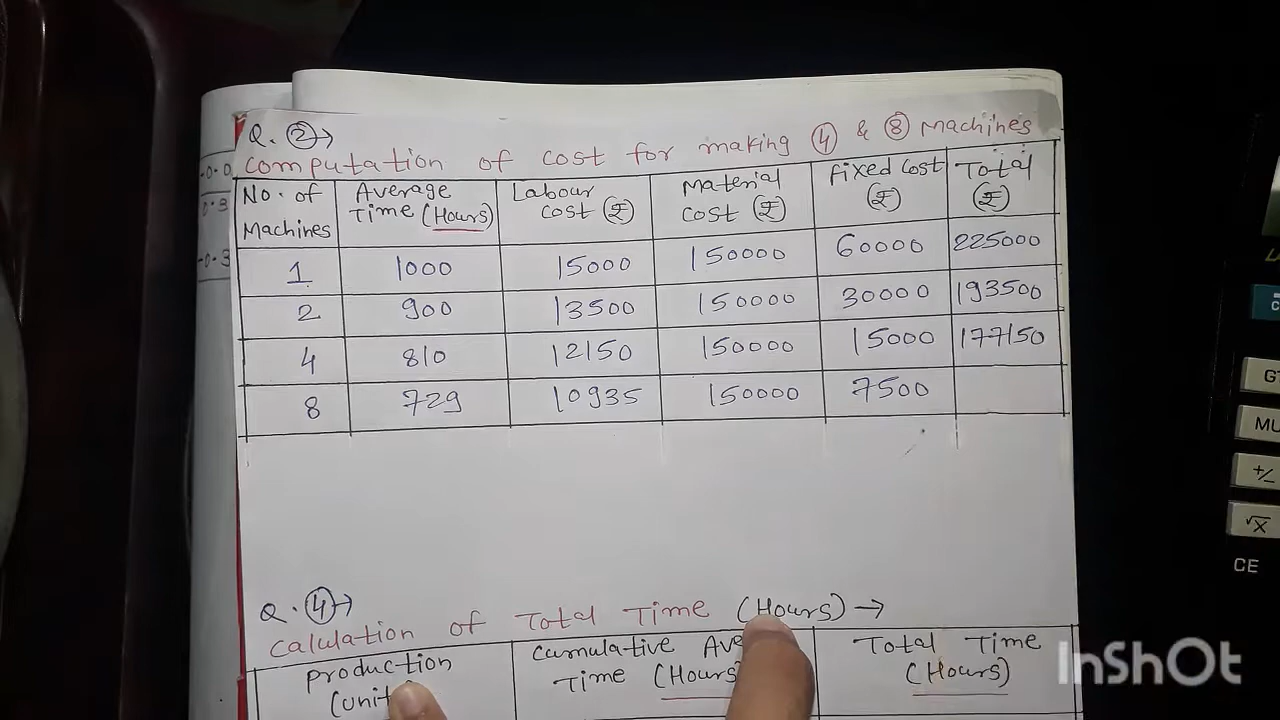 Q. ②→
Computation of cost for making ④ & ⑧ Machines
No. of Machines | Average Time (Hours) | Labour cost (₹) | Material cost (₹) | Fixed cost (₹) | Total (₹)
1 | 1000 | 15000 | 150000 | 60000 | 225000
2 | 900 | 13500 | 150000 | 30000 | 193500
4 | 810 | 12150 | 150000 | 15000 | 177150
8 | 729 | 10935 | 150000 | 7500
Q. ④→
Calculation of Total Time (Hours) →
Production | Cumulative | Total Time
Time (Hours | (Hours)
InShOt
GT
MU
+/-
√X
CE